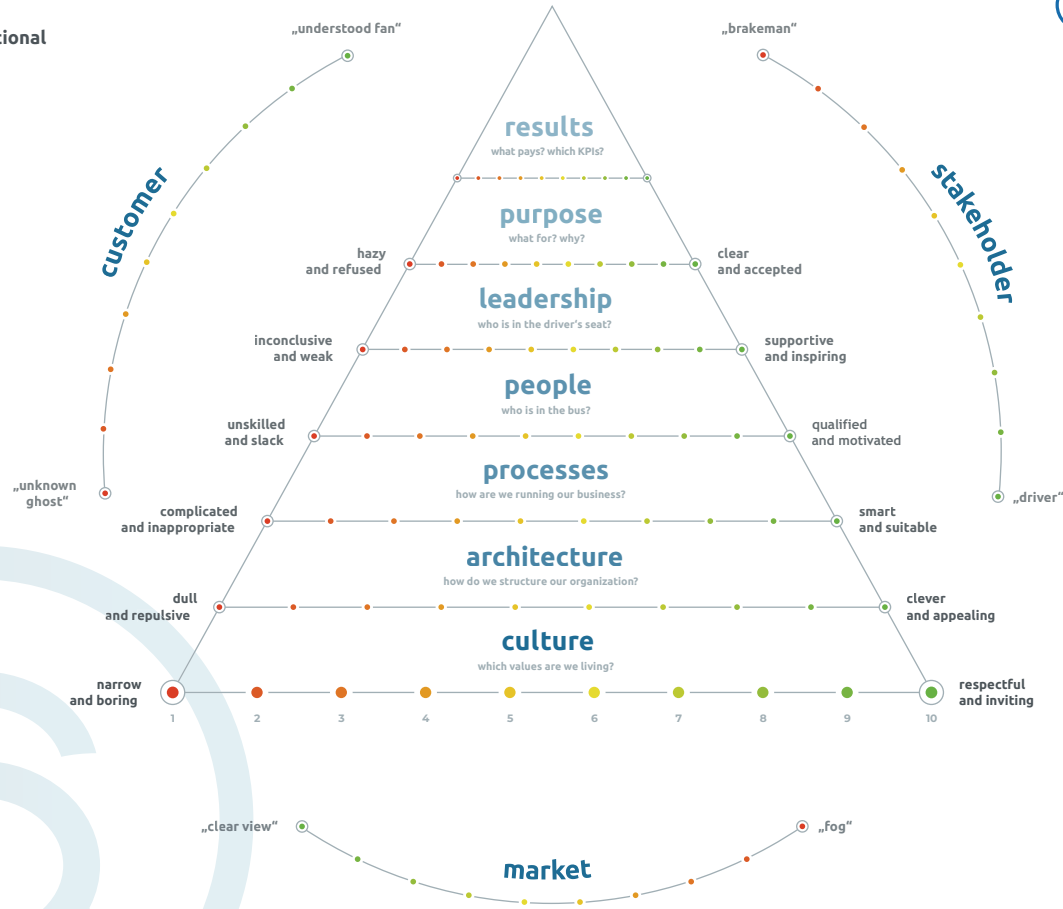 „understood fan“
„brakeman“
results
what pays? which KPIs?
customer
stakeholder
purpose
what for? why?
hazy
and refused
clear
and accepted
leadership
who is in the driver's seat?
inconclusive
and weak
supportive
and inspiring
people
who is in the bus?
unskilled
and slack
qualified
and motivated
processes
how are we running our business?
„unknown
ghost“
„driver“
complicated
and inappropriate
smart
and suitable
architecture
how do we structure our organization?
dull
and repulsive
clever
and appealing
culture
which values are we living?
narrow
and boring
respectful
and inviting
1 2 3 4 5 6 7 8 9 10
„clear view“
„fog“
market